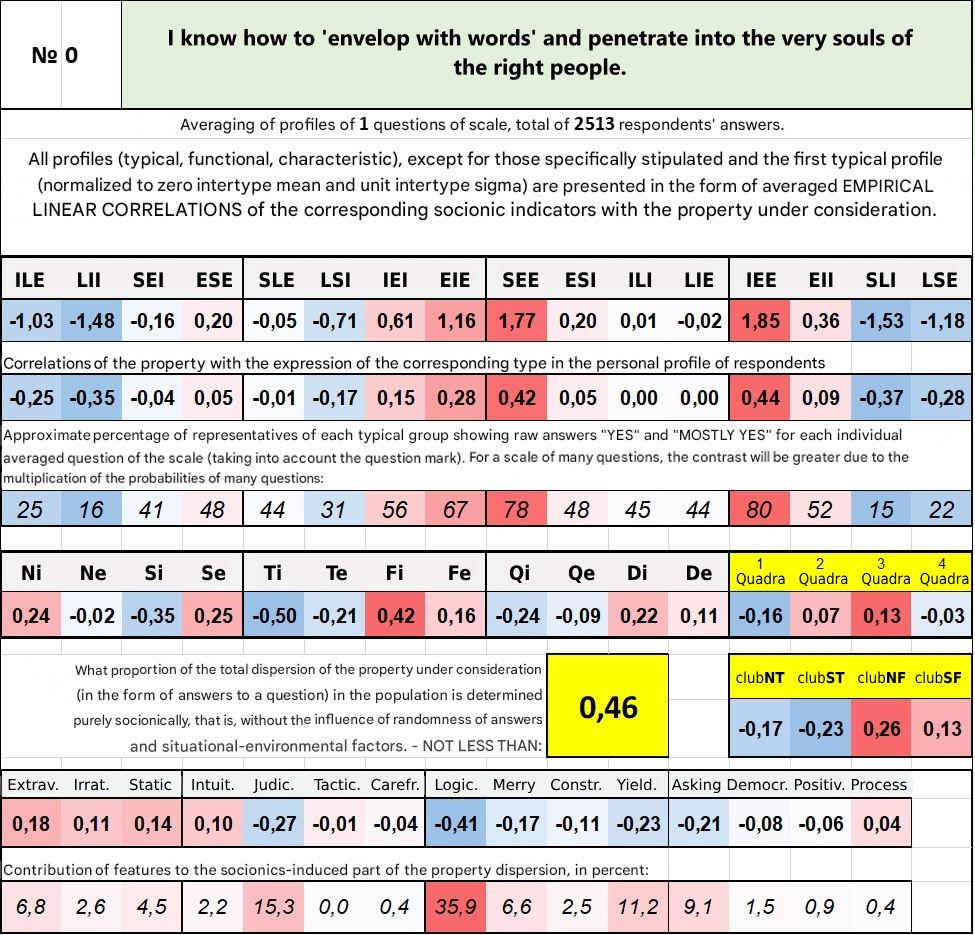 № 0
I know how to 'envelop with words' and penetrate into the very souls of
the right people.
Averaging of profiles of 1 questions of scale, total of 2513 respondents' answers.
All profiles (typical, functional, characteristic), except for those specifically stipulated and the first typical profile
(normalized to zero intertype mean and unit intertype sigma) are presented in the form of averaged EMPIRICAL
LINEAR CORRELATIONS of the corresponding socionic indicators with the property under consideration.
ILE LII SEI ESE SLE LSI IEI EIE SEE ESI ILI LIE IEE EII SLI LSE
-1,03 -1,48 -0,16 0,20 -0,05 -0,71 0,61 1,16 1,77 0,20 0,01 -0,02 1,85 0,36 -1,53 -1,18
Correlations of the property with the expression of the corresponding type in the personal profile of respondents
-0,25 -0,35 -0,04 0,05 -0,01 -0,17 0,15 0,28 0,42 0,05 0,00 0,00 0,44 0,09 -0,37 -0,28
Approximate percentage of representatives of each typical group showing raw answers "YES" and "MOSTLY YES" for each individual
averaged question of the scale (taking into account the question mark). For a scale of many questions, the contrast will be greater due to the
multiplication of the probabilities of many questions:
25 16 41 48 44 31 56 67 78 48 45 44 80 52 15 22
Ni Ne Si Se Ti Te Fi Fe Qi Qe Di De 1 Quadra 2 Quadra 3 Quadra 4 Quadra
0,24 -0,02 -0,35 0,25 -0,50 -0,21 0,42 0,16 -0,24 -0,09 0,22 0,11 -0,16 0,07 0,13 -0,03
What proportion of the total dispersion of the property under consideration
(in the form of answers to a question) in the population is determined
purely socionically, that is, without the influence of randomness of answers
and situational-environmental factors. - NOT LESS THAN:
0,46
clubNT clubST clubNF clubSF
-0,17 -0,23 0,26 0,13
Extrav. Irrat. Static Intuit. Judic. Tactic. Carefr. Logic. Merry Constr. Yield. Asking Democr. Positiv. Process
0,18 0,11 0,14 0,10 -0,27 -0,01 -0,04 -0,41 -0,17 -0,11 -0,23 -0,21 -0,08 -0,06 0,04
Contribution of features to the socionics-induced part of the property dispersion, in percent:
6,8 2,6 4,5 2,2 15,3 0,0 0,4 35,9 6,6 2,5 11,2 9,1 1,5 0,9 0,4